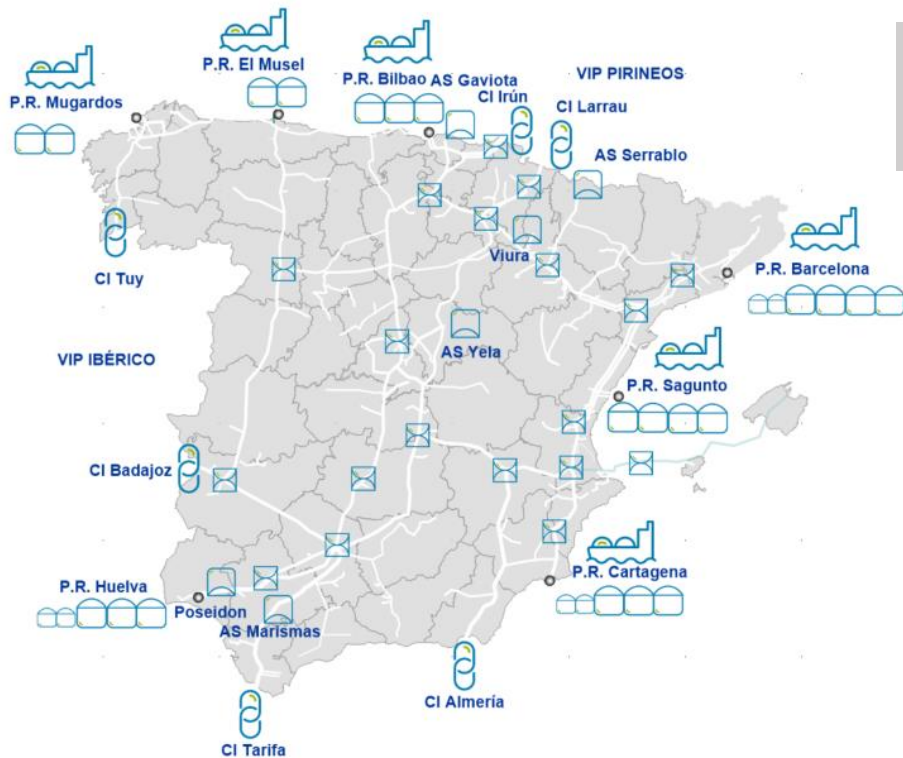 P.R. El Musel
P.R. Mugardos
P.R. Bilbao
AS Gaviota
VIP PIRINEOS
CI Irún
CI Larrau
AS Serrablo
CI Tuy
Viura
P.R. Barcelona
AS Yela
VIP IBÉRICO
P.R. Sagunto
CI Badajoz
P.R. Huelva
Poseidon
AS Marismas
P.R. Cartagena
CI Almería
CI Tarifa